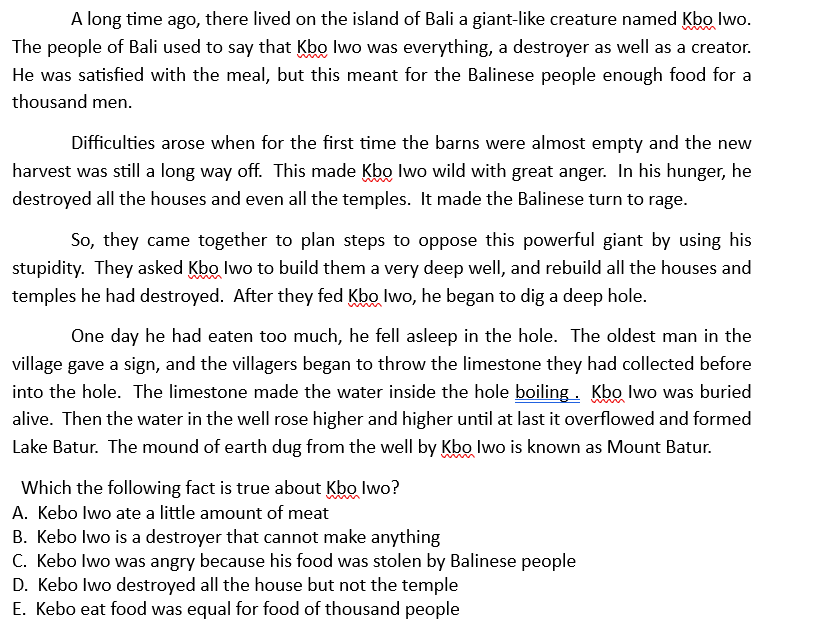 A long time ago, there lived on the island of Bali a giant-like creature named Kbo Iwo.
The people of Bali used to say that Kbo Iwo was everything, a destroyer as well as a creator.
He was satisfied with the meal, but this meant for the Balinese people enough food for a
thousand men.
Difficulties arose when for the first time the barns were almost empty and the new
harvest was still a long way off. This made Kbo Iwo wild with great anger. In his hunger, he
destroyed all the houses and even all the temples. It made the Balinese turn to rage.
So, they came together to plan steps to oppose this powerful giant by using his
stupidity. They asked Kbo Iwo to build them a very deep well, and rebuild all the houses and
temples he had destroyed. After they fed Kbo Iwo, he began to dig a deep hole.
One day he had eaten too much, he fell asleep in the hole. The oldest man in the
village gave a sign, and the villagers began to throw the limestone they had collected before
into the hole. The limestone made the water inside the hole boiling . Kbo Iwo was buried
alive. Then the water in the well rose higher and higher until at last it overflowed and formed
Lake Batur. The mound of earth dug from the well by Kbo Iwo is known as Mount Batur.
Which the following fact is true about Kbo Iwo?
A. Kebo Iwo ate a little amount of meat
B. Kebo Iwo is a destroyer that cannot make anything
C. Kebo Iwo was angry because his food was stolen by Balinese people
D. Kebo Iwo destroyed all the house but not the temple
E. Kebo eat food was equal for food of thousand people